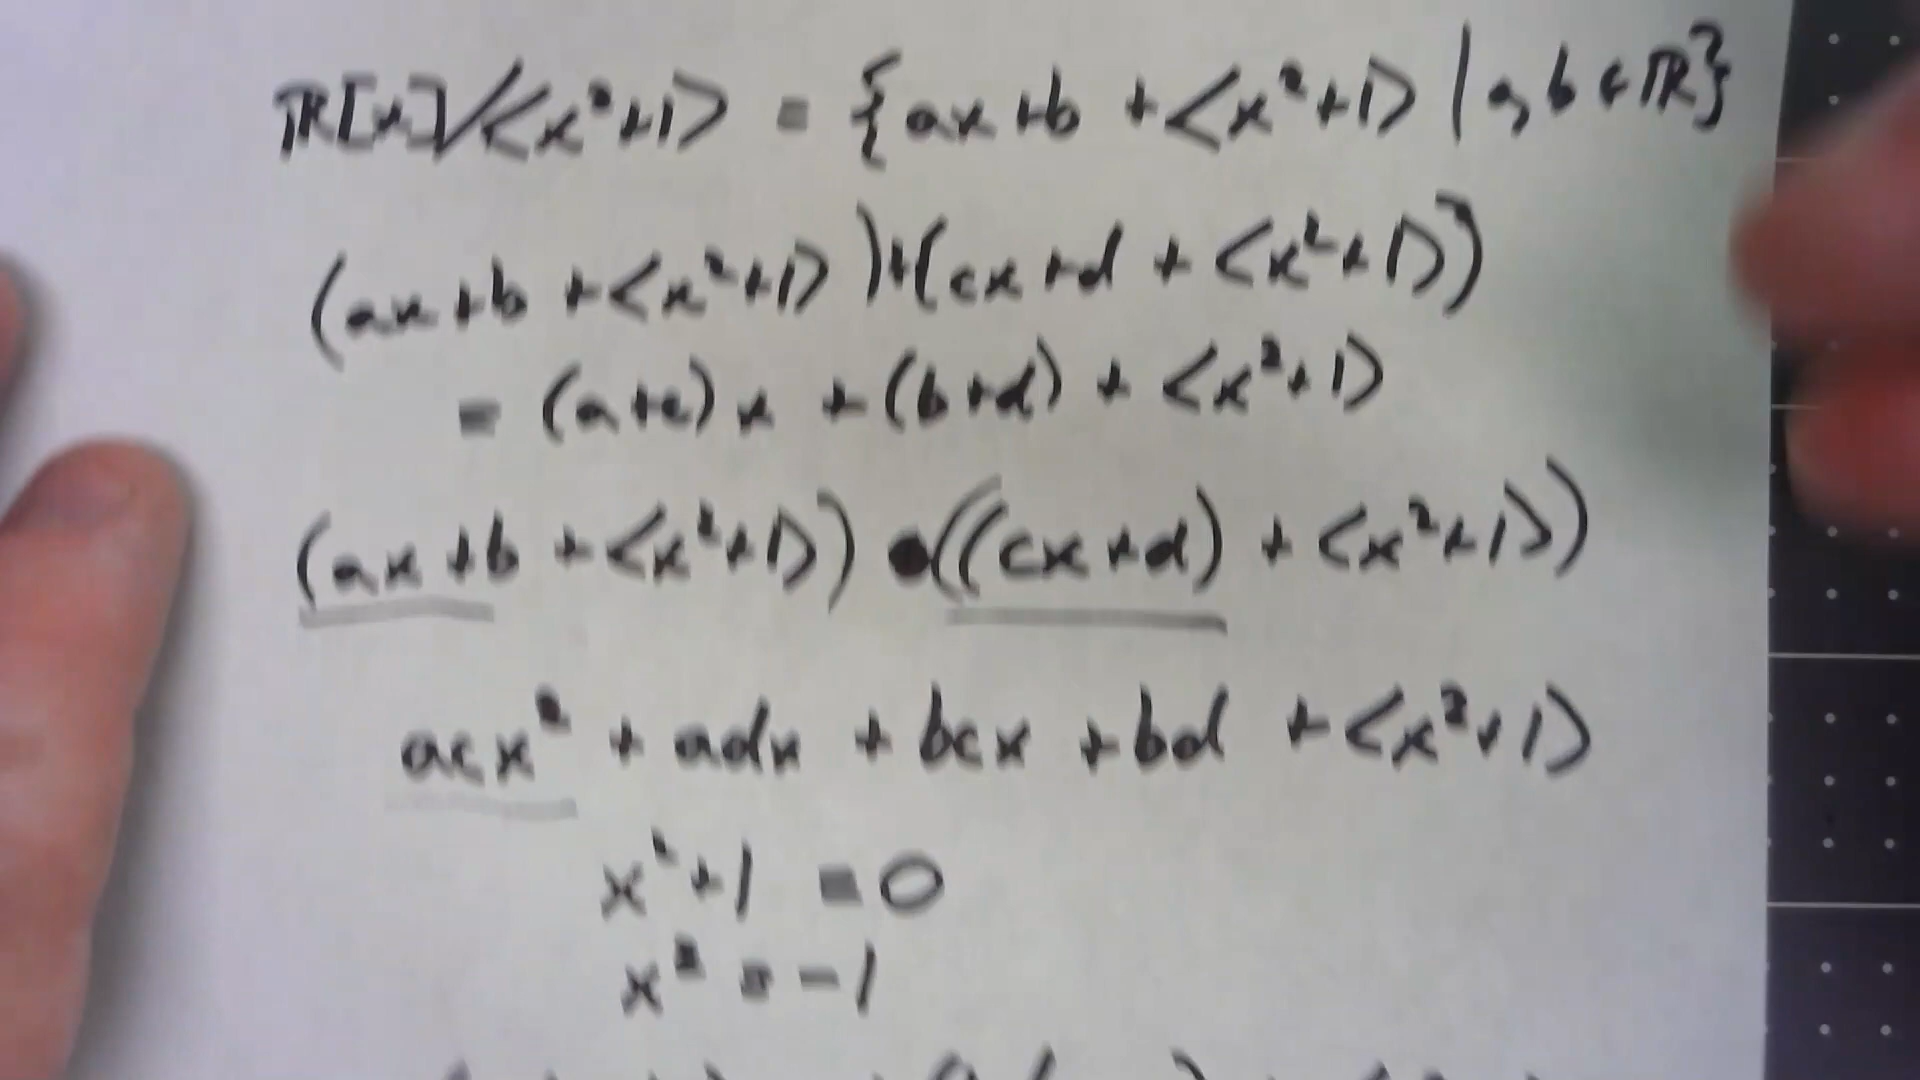 ℝ[x]/<x²+1> = {ax+b + <x²+1> | a, b ∈ ℝ}
(ax+b + <x²+1>)+(cx+d + <x²+1>)
= (a+c)x + (b+d) + <x²+1>
(ax+b + <x²+1>) • ((cx+d) + <x²+1>)
acx² + adx + bcx + bd + <x²+1>
x²+1 = 0
x² = -1